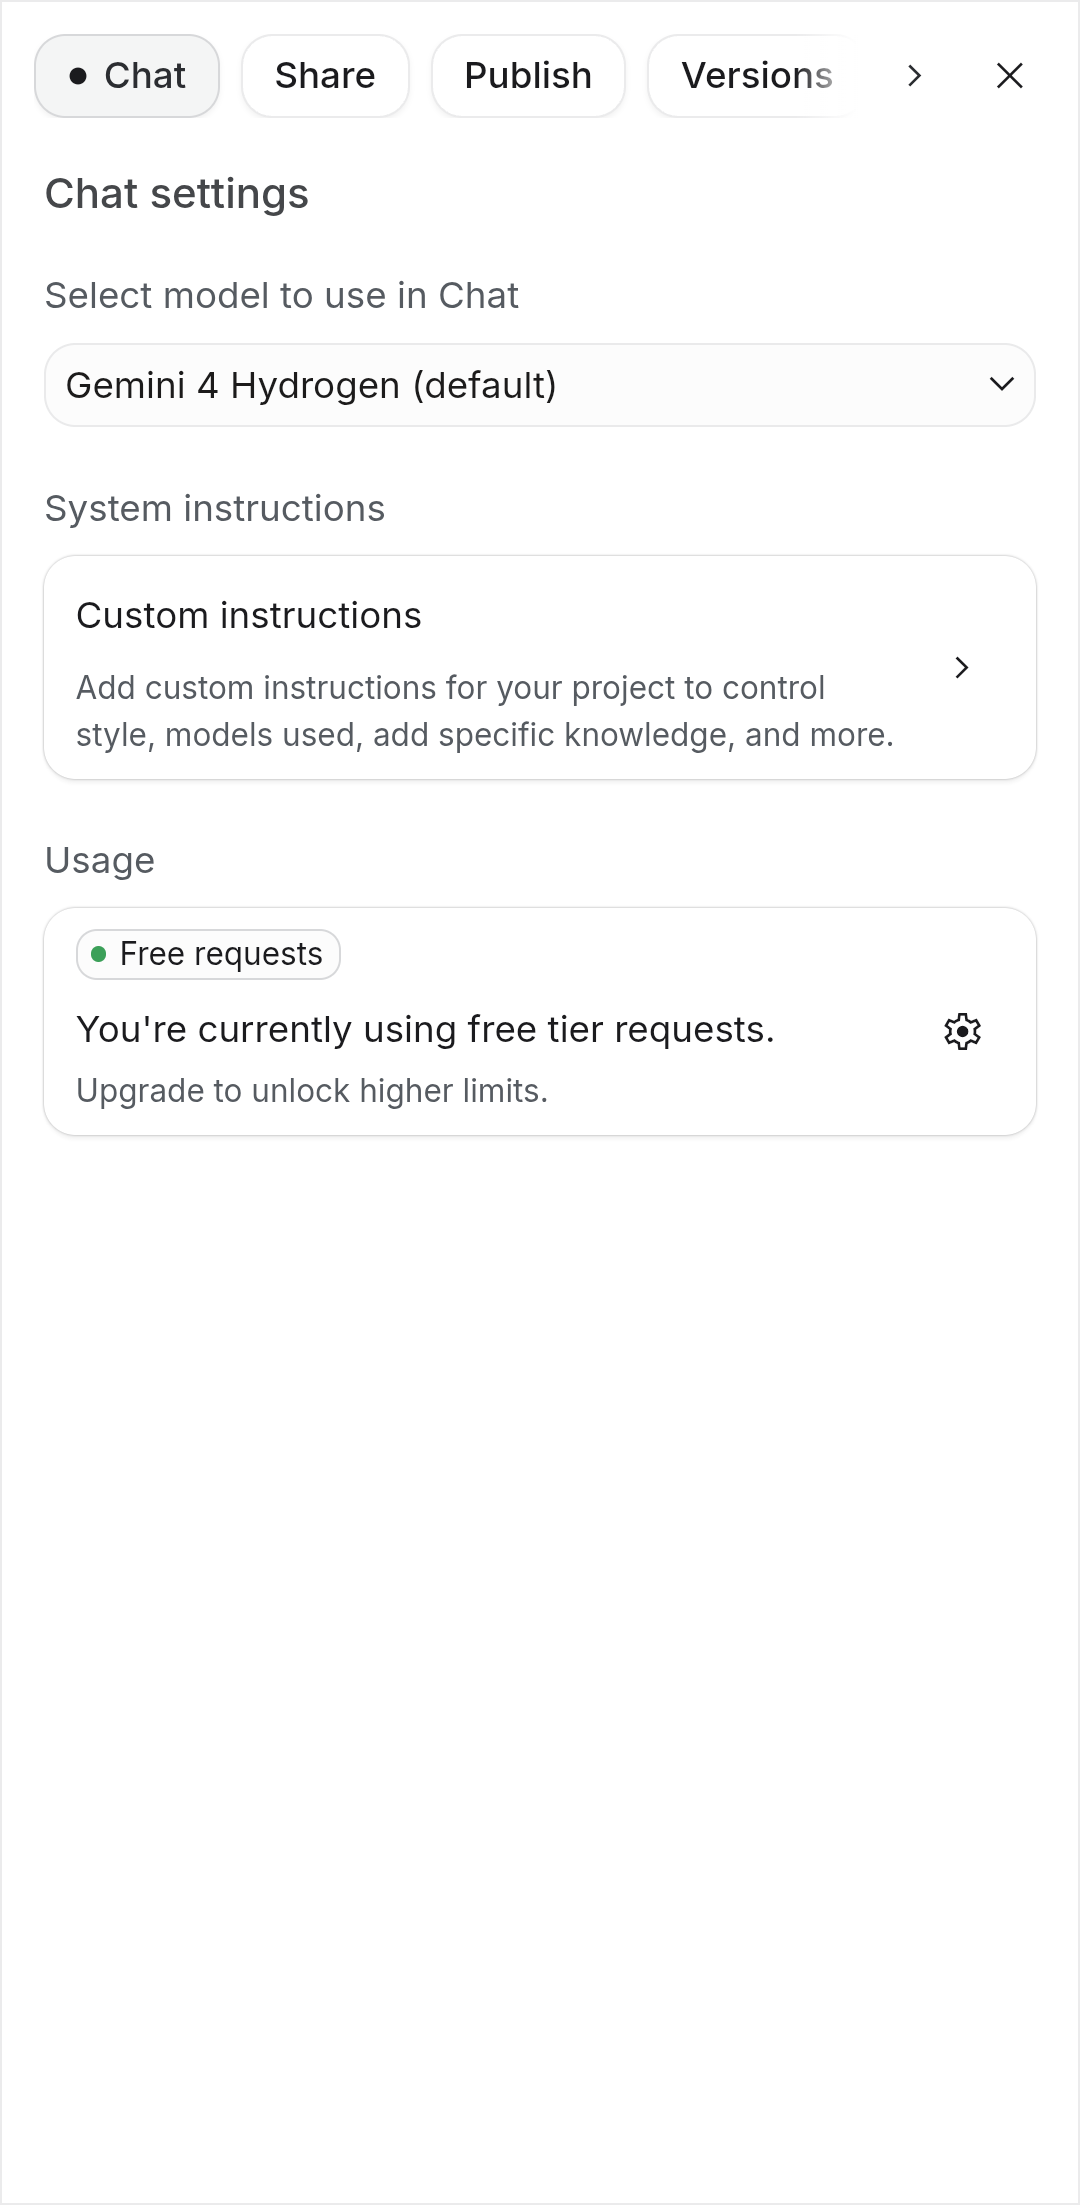 Chat
Share
Publish
Versions
Chat settings
Select model to use in Chat
Gemini 4 Hydrogen (default)
System instructions
Custom instructions
Add custom instructions for your project to control
style, models used, add specific knowledge, and more.
Usage
Free requests
You're currently using free tier requests.
Upgrade to unlock higher limits.